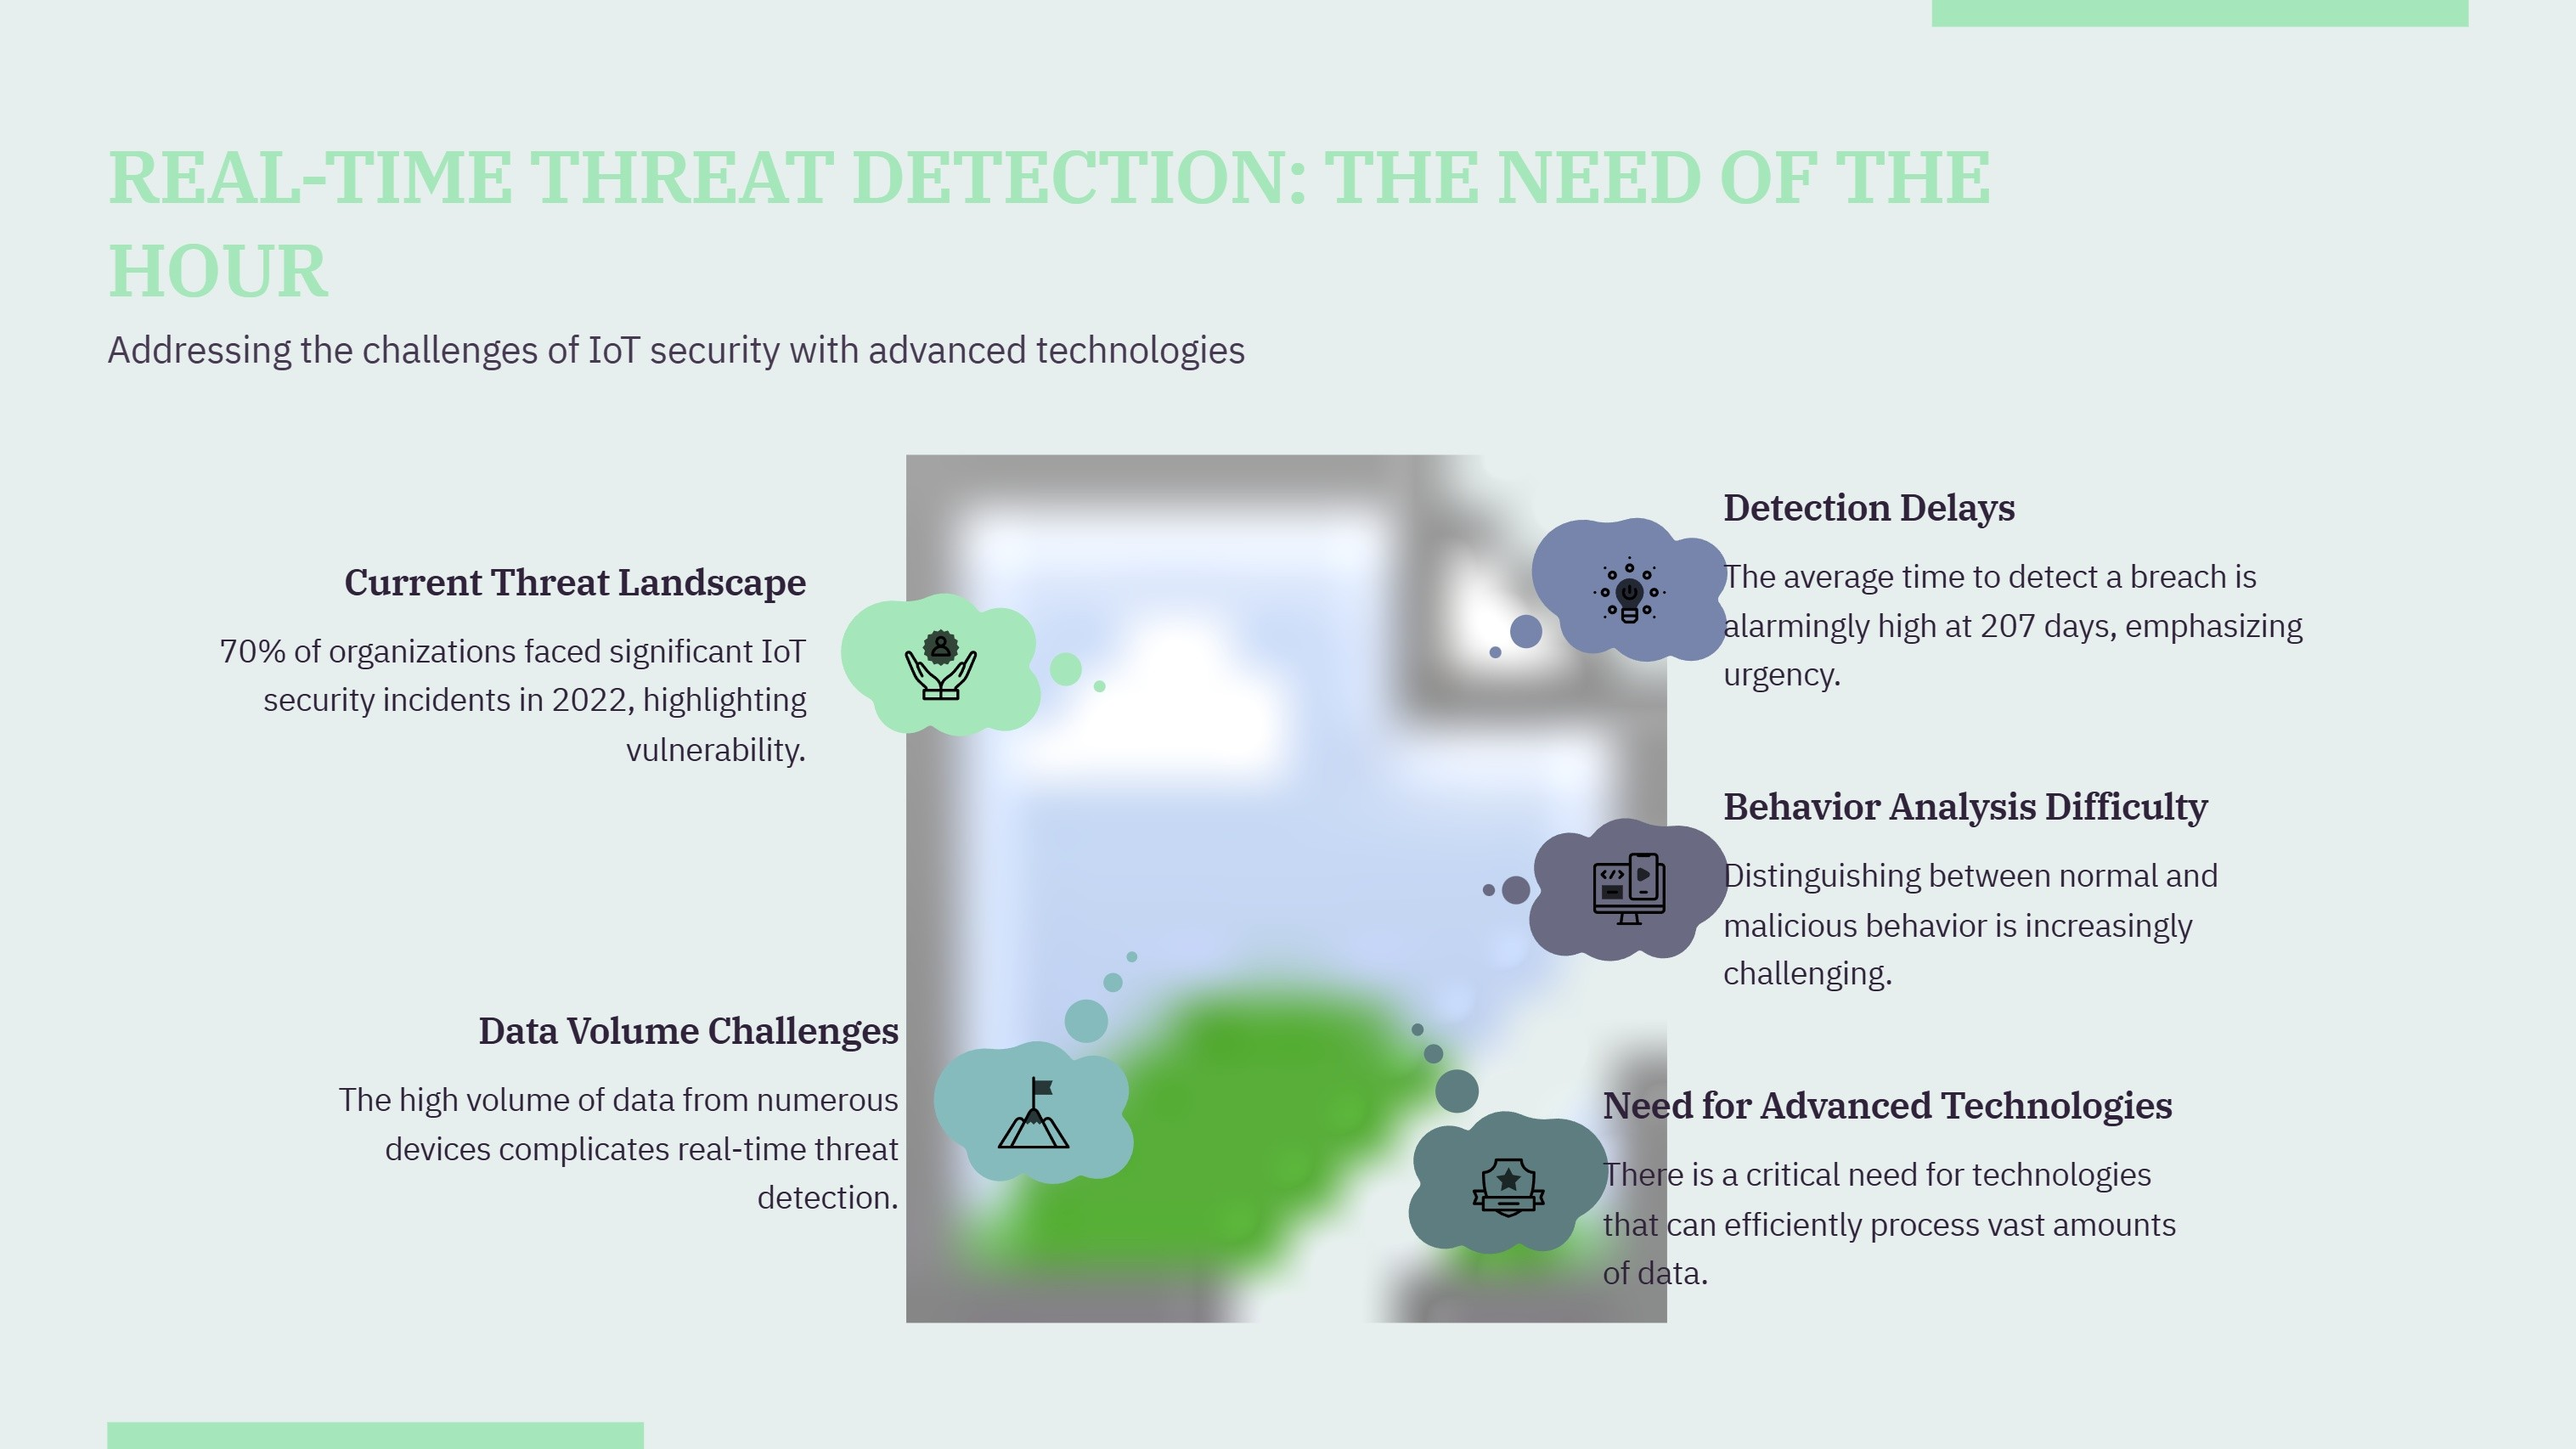 REAL-TIME THREAT DETECTION: THE NEED OF THE
HOUR
Addressing the challenges of IoT security with advanced technologies
Current Threat Landscape
70% of organizations faced significant IoT
security incidents in 2022, highlighting
vulnerability.
Data Volume Challenges
The high volume of data from numerous
devices complicates real-time threat
detection.
Detection Delays
The average time to detect a breach is
alarmingly high at 207 days, emphasizing
urgency.
Behavior Analysis Difficulty
Distinguishing between normal and
malicious behavior is increasingly
challenging.
Need for Advanced Technologies
There is a critical need for technologies
that can efficiently process vast amounts
of data.